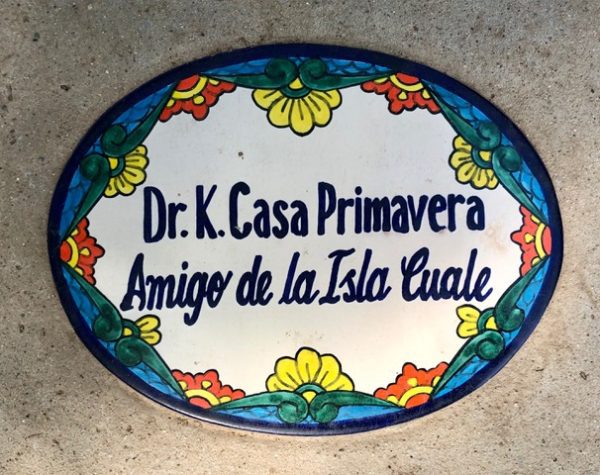 Dr. K. Casa Primavera
Amigo de la Isla Cuale